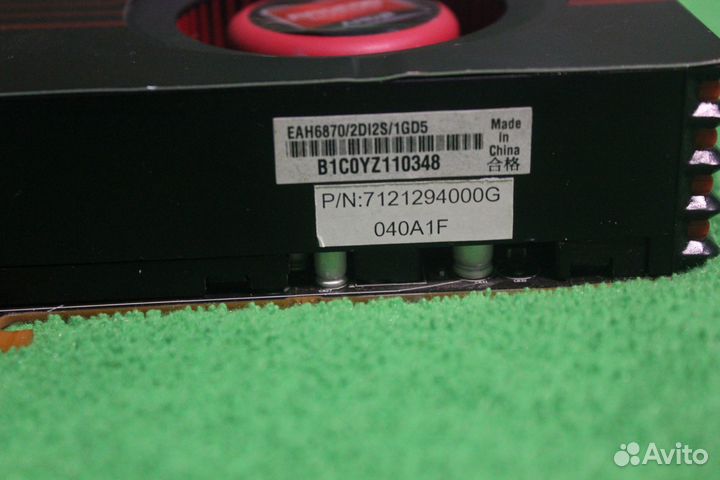 EAH6870/2DI2S/1GD5
B1C0YZ110348
Made
in
China
合格
P/N:7121294000G
040A1F
Avito